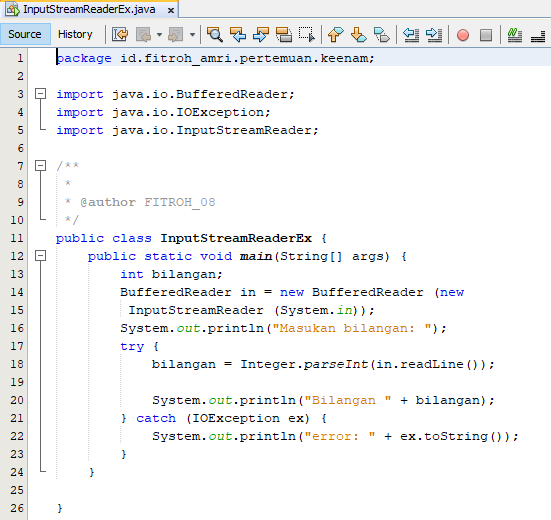 InputStreamReaderEx.java x
Source History
1 package id.fitroh_amri.pertemuan.keenam;
2
3 import java.io.BufferedReader;
4 import java.io.IOException;
5 import java.io.InputStreamReader;
6
7 /**
8 *
9 * @author FITROH_08
10 */
11 public class InputStreamReaderEx {
12 public static void main(String[] args) {
13 int bilangan;
14 BufferedReader in = new BufferedReader (new
15 InputStreamReader (System.in));
16 System.out.println("Masukan bilangan: ");
17 try {
18 bilangan = Integer.parseInt(in.readLine());
19
20 System.out.println("Bilangan " + bilangan);
21 } catch (IOException ex) {
22 System.out.println("error: " + ex.toString());
23 }
24 }
25
26 }